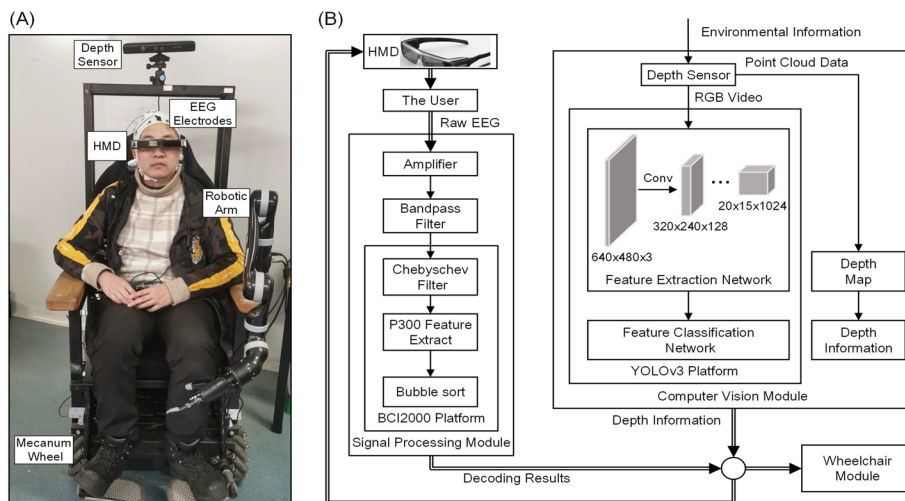 (A)
Depth
Sensor
EEG
Electrodes
HMD
Robotic
Arm
Mecanum
Wheel
(B)
HMD
The User
Raw EEG
Amplifier
Bandpass
Filter
Chebyschev
Filter
P300 Feature
Extract
Bubble sort
BCI2000 Platform
Signal Processing Module
Decoding Results
Environmental Information
Depth Sensor
Point Cloud Data
RGB Video
Conv
640x480x3
320x240x128
20x15x1024
Feature Extraction Network
Feature Classification
Network
YOLOv3 Platform
Depth
Map
Depth
Information
Computer Vision Module
Depth Information
Wheelchair
Module